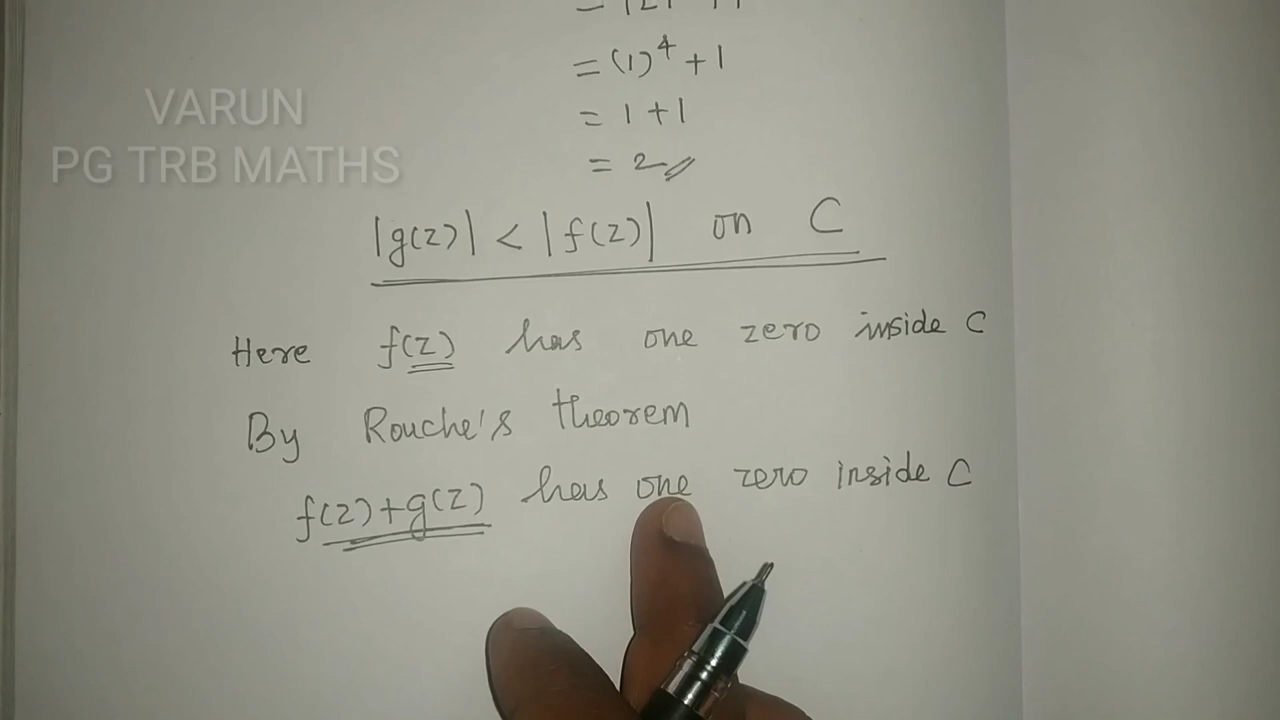 = (1)⁴ + 1
VARUN
PG TRB MATHS
= 1 + 1
= 2
|g(z)| < |f(z)| on C
Here f(z) has one zero inside C
By Rouche's theorem
f(z)+g(z) has one zero inside C